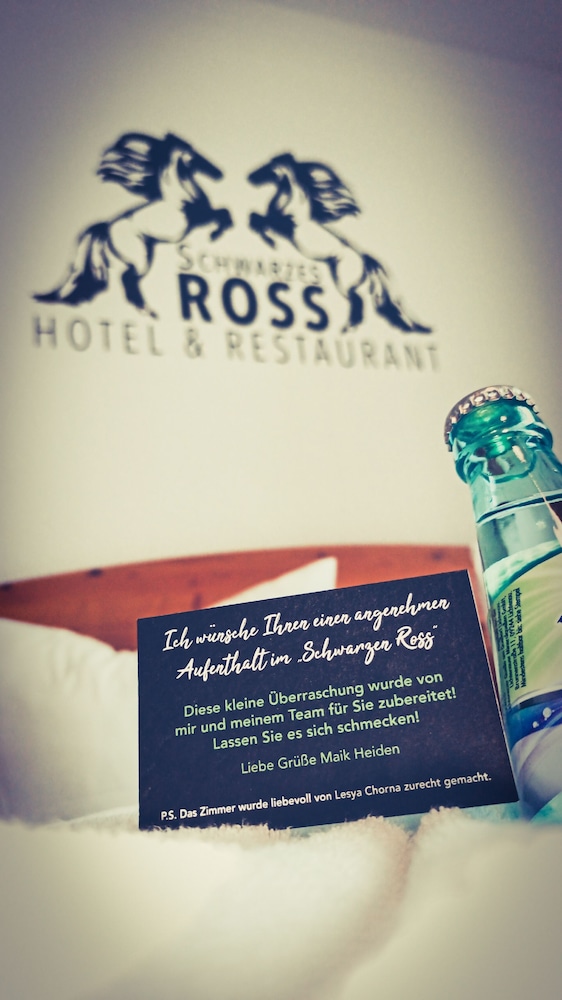 SCHWARZES
ROSS
HOTEL & RESTAURANT
Ich wünsche Ihnen einen angenehmen
Aufenthalt im „Schwarzen Ross“
Diese kleine Überraschung wurde von
mir und meinem Team für Sie zubereitet!
Lassen Sie es sich schmecken!
Liebe Grüße Maik Heiden
P.S. Das Zimmer wurde liebevoll von Lesya Chorna zurecht gemacht.